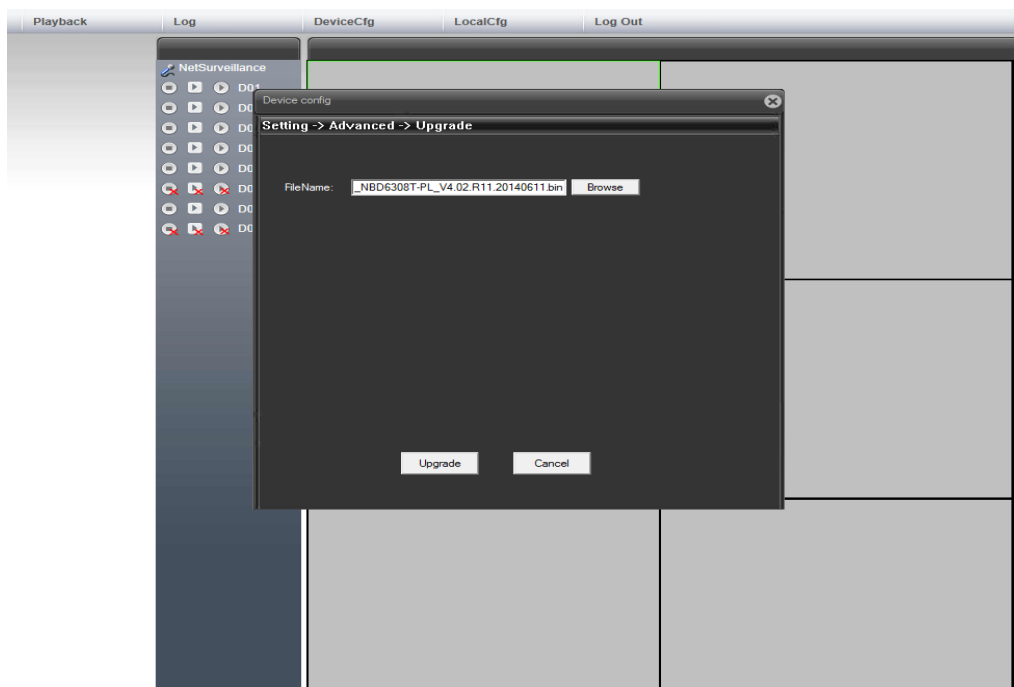 Playback Log DeviceCfg LocalCfg Log Out
NetSurveillance
D01
Device config
Setting -> Advanced -> Upgrade
FileName: _NBD6308T-PL_V4.02.R11.20140611.bin Browse
Upgrade Cancel